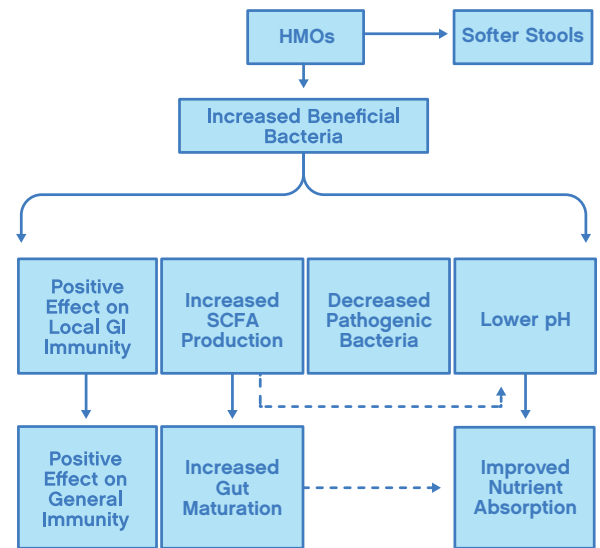 HMOs
Softer Stools
Increased Beneficial
Bacteria
Positive
Effect on
Local GI
Immunity
Increased
SCFA
Production
Decreased
Pathogenic
Bacteria
Lower pH
Positive
Effect on
General
Immunity
Increased
Gut
Maturation
Improved
Nutrient
Absorption